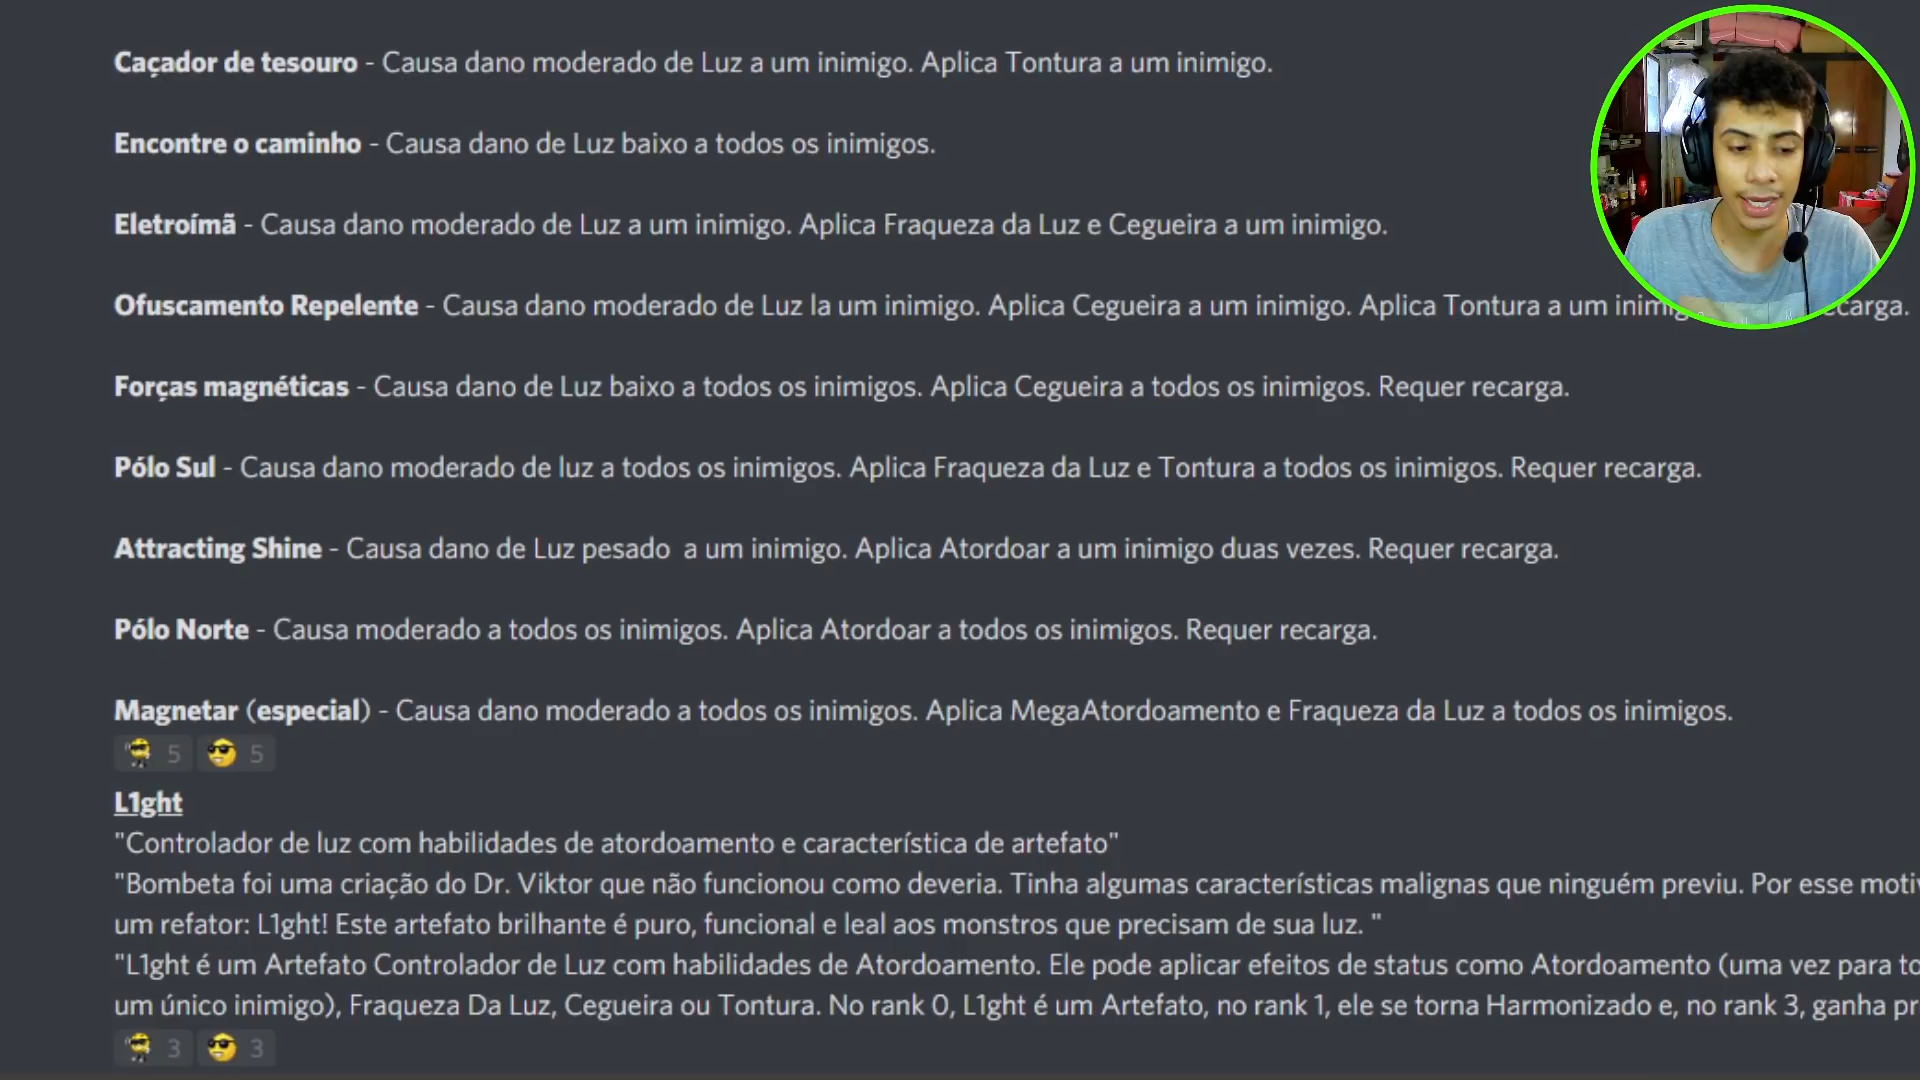 Caçador de tesouro - Causa dano moderado de Luz a um inimigo. Aplica Tontura a um inimigo.
Encontre o caminho - Causa dano de Luz baixo a todos os inimigos.
Eletroímã - Causa dano moderado de Luz a um inimigo. Aplica Fraqueza da Luz e Cegueira a um inimigo.
Ofuscamento Repelente - Causa dano moderado de Luz la um inimigo. Aplica Cegueira a um inimigo. Aplica Tontura a um
Forças magnéticas - Causa dano de Luz baixo a todos os inimigos. Aplica Cegueira a todos os inimigos. Requer recarga.
Pólo Sul - Causa dano moderado de luz a todos os inimigos. Aplica Fraqueza da Luz e Tontura a todos os inimigos. Requer recarga.
Attracting Shine - Causa dano de Luz pesado  a um inimigo. Aplica Atordoar a um inimigo duas vezes. Requer recarga.
Pólo Norte - Causa moderado a todos os inimigos. Aplica Atordoar a todos os inimigos. Requer recarga.
Magnetar (especial) - Causa dano moderado a todos os inimigos. Aplica MegaAtordoamento e Fraqueza da Luz a todos os inimigos.
5 5
L1ght
"Controlador de luz com habilidades de atordoamento e característica de artefato"
"Bombeta foi uma criação do Dr. Viktor que não funcionou como deveria. Tinha algumas características malignas que ninguém previu. Por esse
um refator: L1ght! Este artefato brilhante é puro, funcional e leal aos monstros que precisam de sua luz. "
"L1ght é um Artefato Controlador de Luz com habilidades de Atordoamento. Ele pode aplicar efeitos de status como Atordoamento (uma vez para
um único inimigo), Fraqueza Da Luz, Cegueira ou Tontura. No rank 0, L1ght é um Artefato, no rank 1, ele se torna Harmonizado e, no rank 3, ganha
3 3